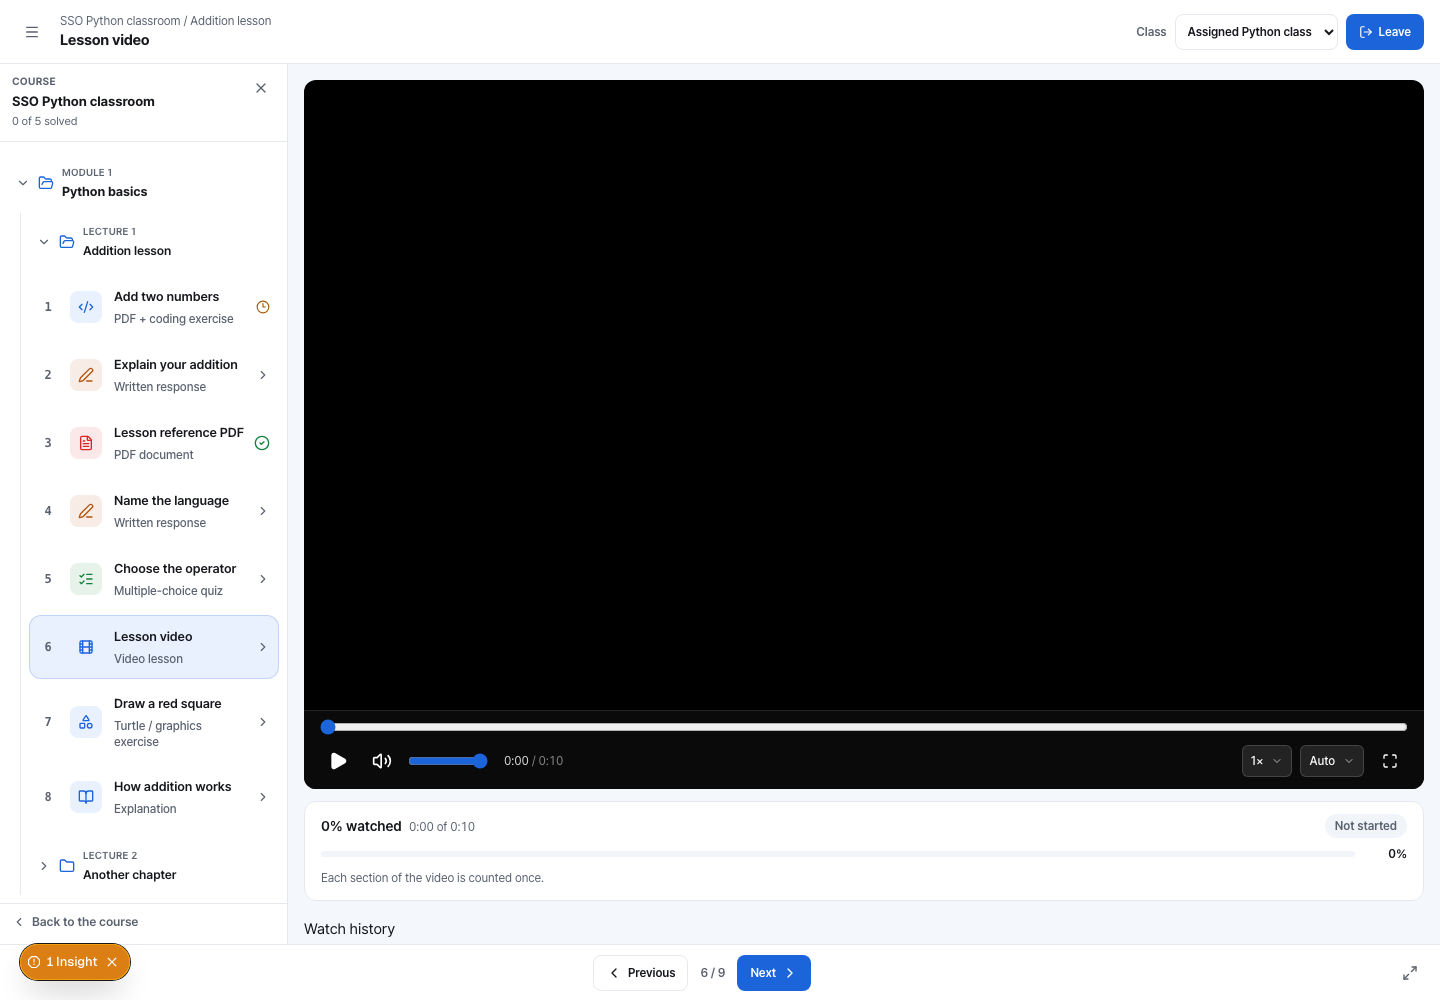 SSO Python classroom / Addition lesson
Lesson video
Class
Assigned Python class
Leave
COURSE
SSO Python classroom
0 of 5 solved
MODULE 1
Python basics
LECTURE 1
Addition lesson
1
Add two numbers
PDF + coding exercise
2
Explain your addition
Written response
3
Lesson reference PDF
PDF document
4
Name the language
Written response
5
Choose the operator
Multiple-choice quiz
6
Lesson video
Video lesson
7
Draw a red square
Turtle / graphics
exercise
8
How addition works
Explanation
LECTURE 2
Another chapter
Back to the course
1 Insight
0:00 / 0:10
1×
Auto
0% watched 0:00 of 0:10
Not started
0%
Each section of the video is counted once.
Watch history
Previous
6 / 9
Next